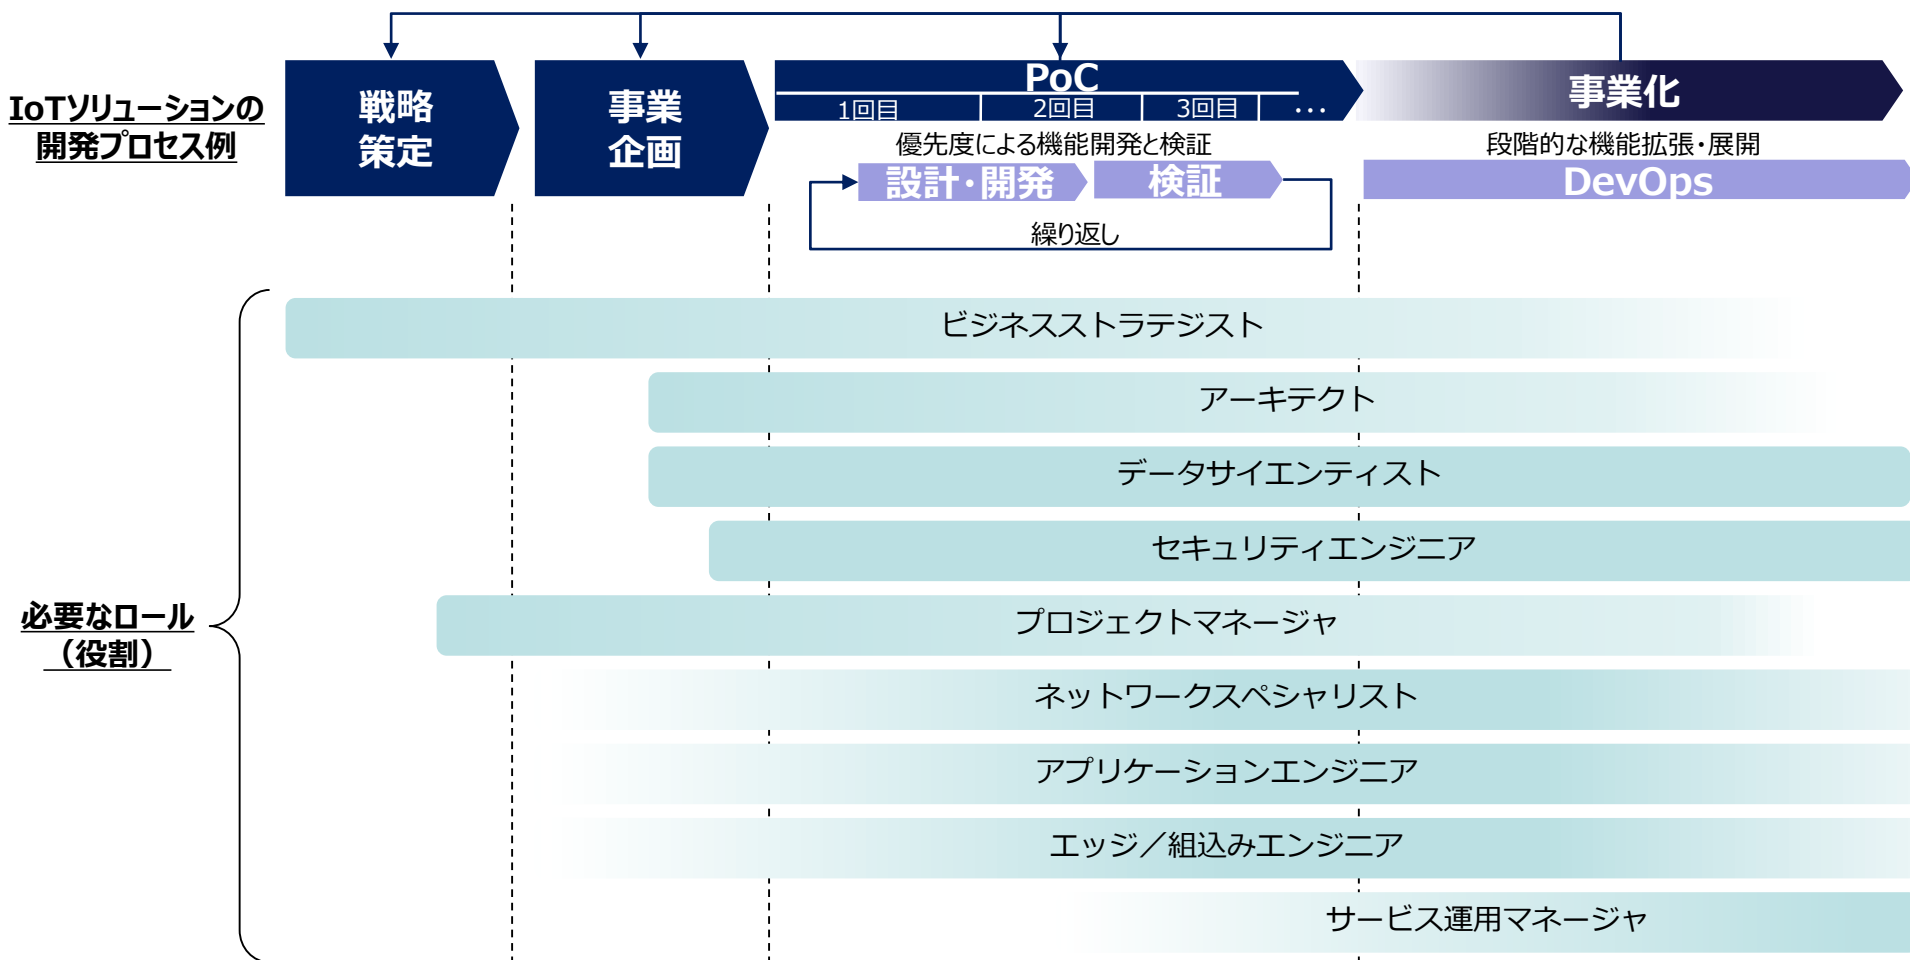 IoTソリューションの
開発プロセス例
戦略
策定
事業
企画
PoC
1回目 2回目 3回目 ・・・
優先度による機能開発と検証
設計・開発 検証
繰り返し
事業化
段階的な機能拡張・展開
DevOps
必要なロール
（役割）
ビジネスストラテジスト
アーキテクト
データサイエンティスト
セキュリティエンジニア
プロジェクトマネージャ
ネットワークスペシャリスト
アプリケーションエンジニア
エッジ／組込みエンジニア
サービス運用マネージャ